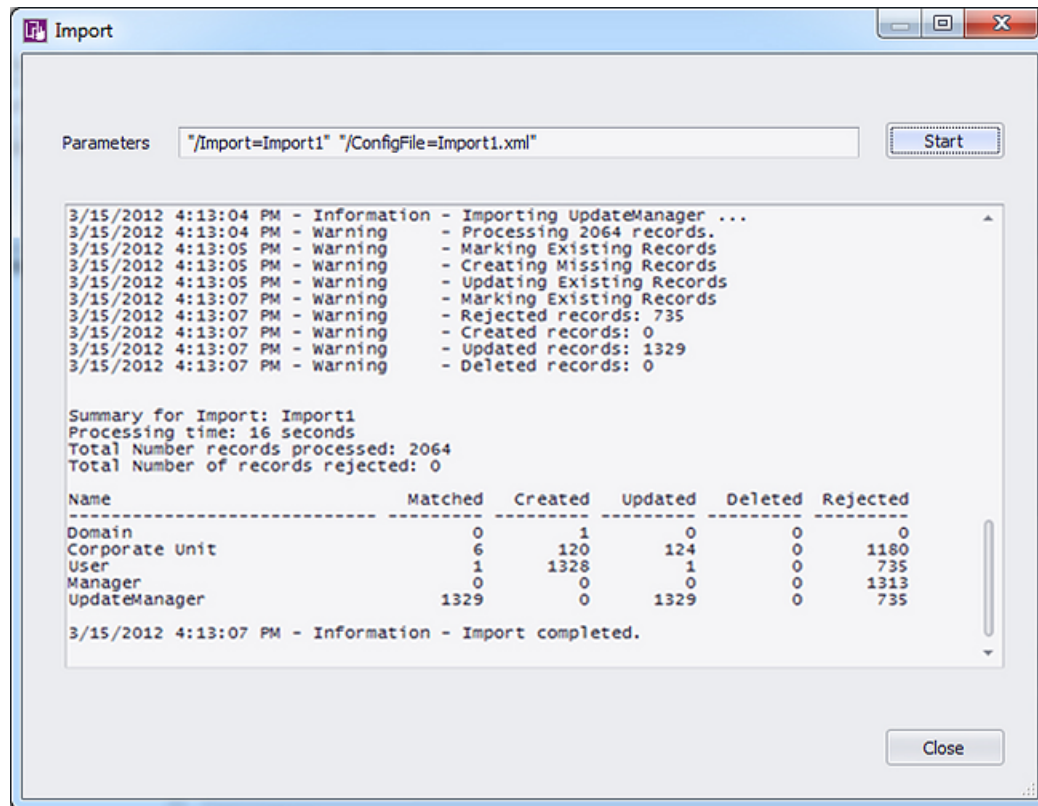 Import
Parameters "/Import=Import1" "/ConfigFile=Import1.xml" Start
3/15/2012 4:13:04 PM - Information - Importing UpdateManager ...
3/15/2012 4:13:04 PM - Warning - Processing 2064 records.
3/15/2012 4:13:05 PM - Warning - Marking Existing Records
3/15/2012 4:13:05 PM - Warning - Creating Missing Records
3/15/2012 4:13:05 PM - Warning - Updating Existing Records
3/15/2012 4:13:07 PM - Warning - Marking Existing Records
3/15/2012 4:13:07 PM - Warning - Rejected records: 735
3/15/2012 4:13:07 PM - Warning - Created records: 0
3/15/2012 4:13:07 PM - Warning - Updated records: 1329
3/15/2012 4:13:07 PM - Warning - Deleted records: 0
Summary for Import: Import1
Processing time: 16 seconds
Total Number records processed: 2064
Total Number of records rejected: 0
Name Matched Created Updated Deleted Rejected
------------------------------ --------- --------- --------- --------- ---------
Domain 0 1 0 0 0
Corporate Unit 6 120 124 0 1180
User 1 1328 1 0 735
Manager 0 0 0 0 1313
UpdateManager 1329 0 1329 0 735
3/15/2012 4:13:07 PM - Information - Import completed.
Close